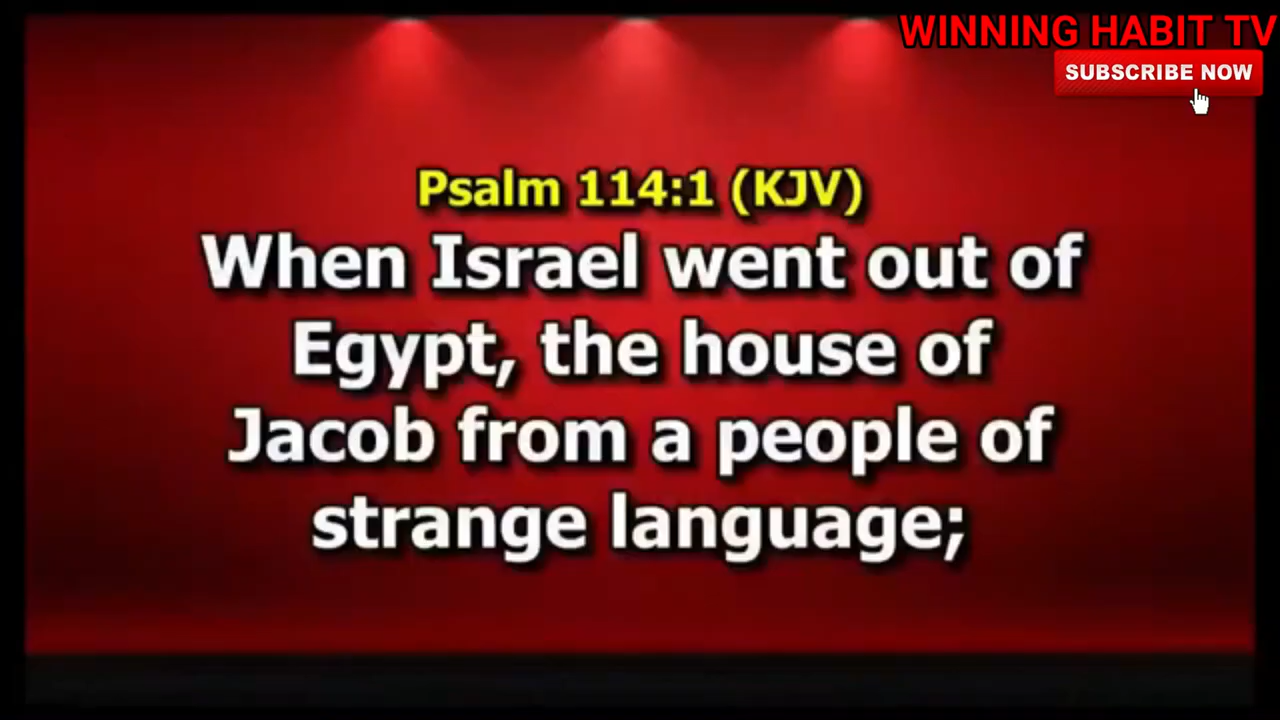 WINNING HABIT TV
SUBSCRIBE NOW
Psalm 114:1 (KJV)
When Israel went out of
Egypt, the house of
Jacob from a people of
strange language;